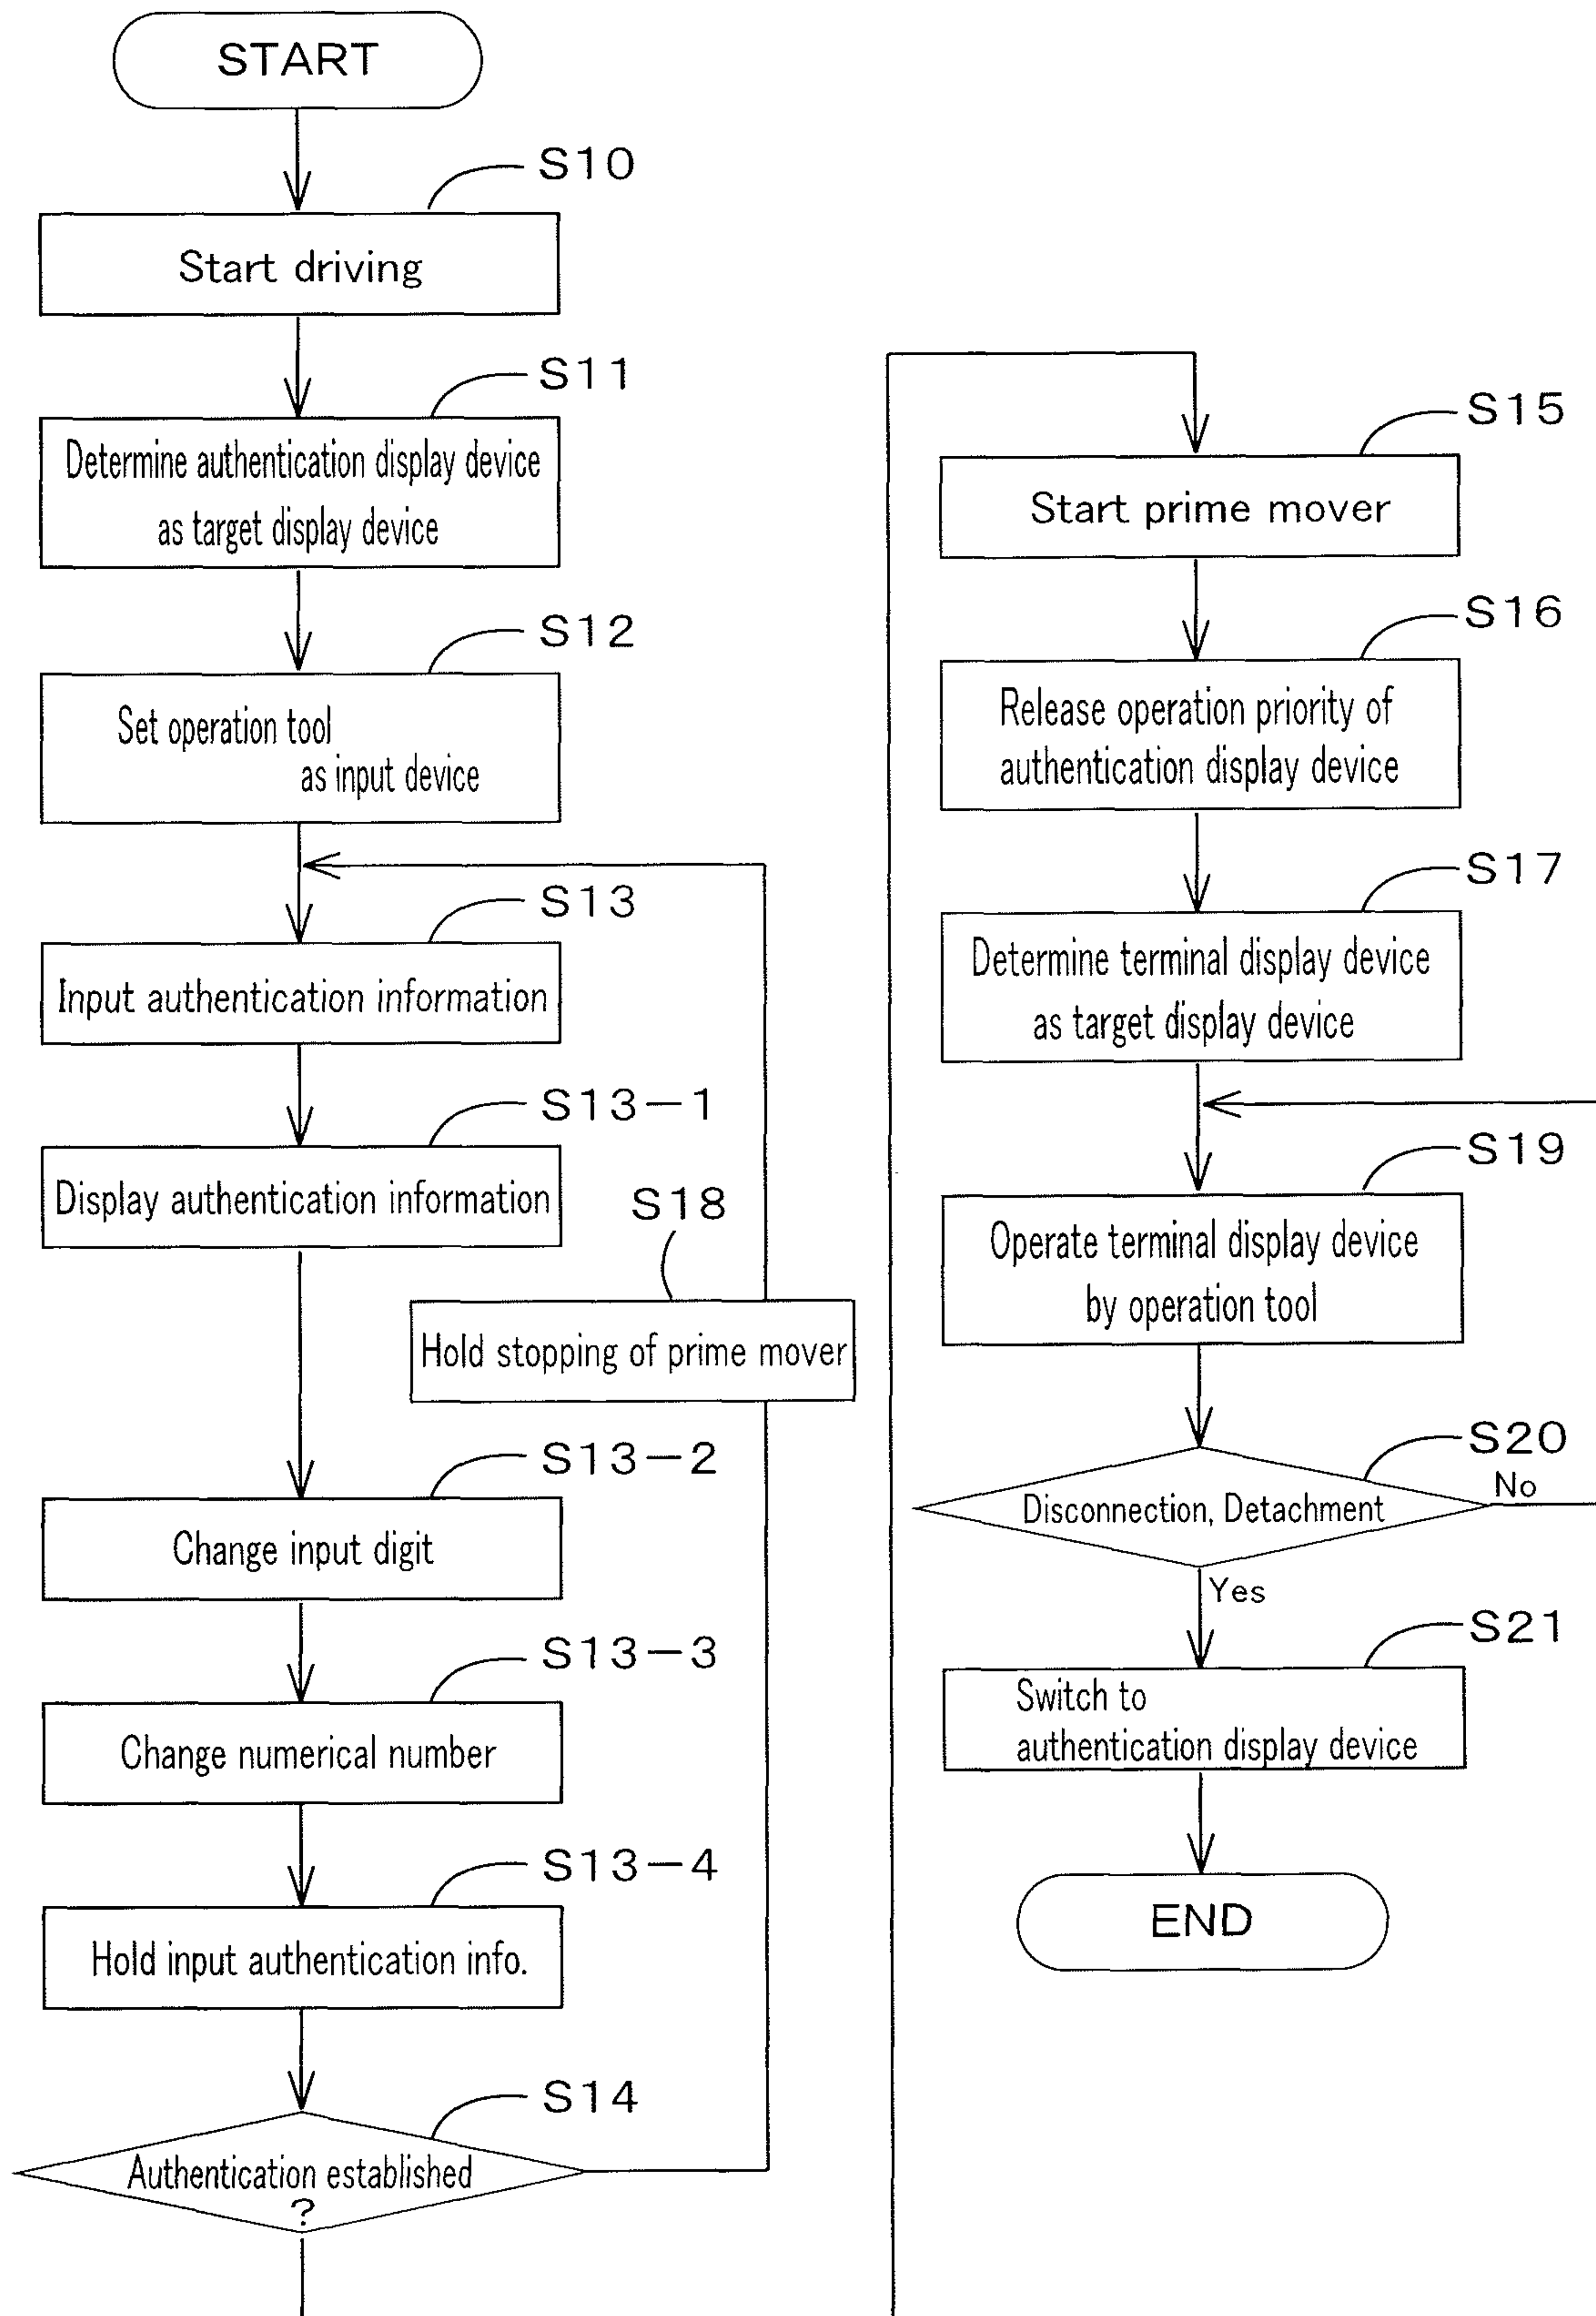 START
S10
Start driving
S11
Determine authentication display device
as target display device
S12
Set operation tool
as input device
S13
Input authentication information
S13-1
Display authentication information
S18
Hold stopping of prime mover
S13-2
Change input digit
S13-3
Change numerical number
S13-4
Hold input authentication info.
S14
Authentication established
?
S15
Start prime mover
S16
Release operation priority of
authentication display device
S17
Determine terminal display device
as target display device
S19
Operate terminal display device
by operation tool
S20
Disconnection, Detachment
No
Yes
S21
Switch to
authentication display device
END